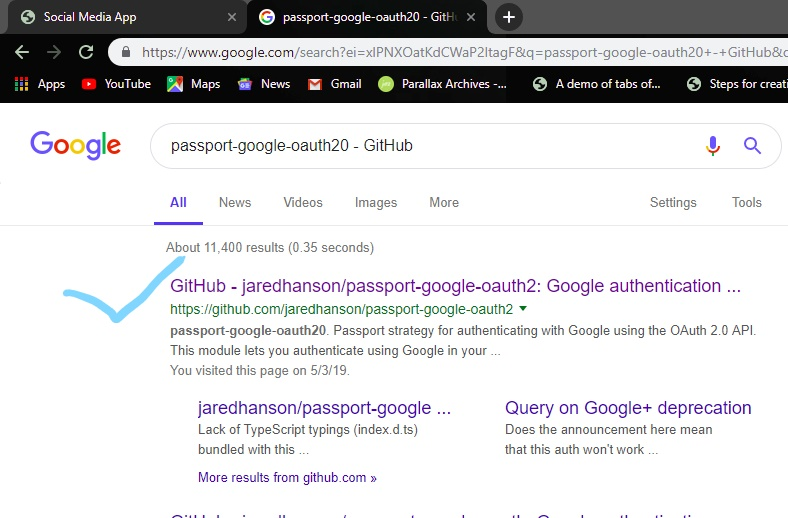 Social Media App
passport-google-oauth20 - GitHu
https://www.google.com/search?ei=xlPNXOatKdCWaP2ltagF&q=passport-google-oauth20+-+GitHub&
Apps YouTube Maps News Gmail Parallax Archives -... A demo of tabs of... Steps for creati
Google
passport-google-oauth20 - GitHub
All News Videos Images More Settings Tools
About 11,400 results (0.35 seconds)
GitHub - jaredhanson/passport-google-oauth2: Google authentication ...
https://github.com/jaredhanson/passport-google-oauth2
passport-google-oauth20. Passport strategy for authenticating with Google using the OAuth 2.0 API.
This module lets you authenticate using Google in your ...
You visited this page on 5/3/19.
jaredhanson/passport-google ...
Lack of TypeScript typings (index.d.ts)
bundled with this ...
Query on Google+ deprecation
Does the announcement here mean
that this auth won't work ...
More results from github.com »